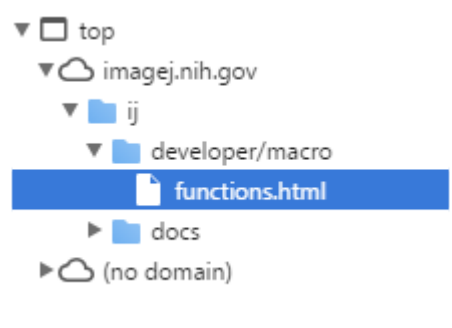 top
imagej.nih.gov
ij
developer/macro
functions.html
docs
(no domain)